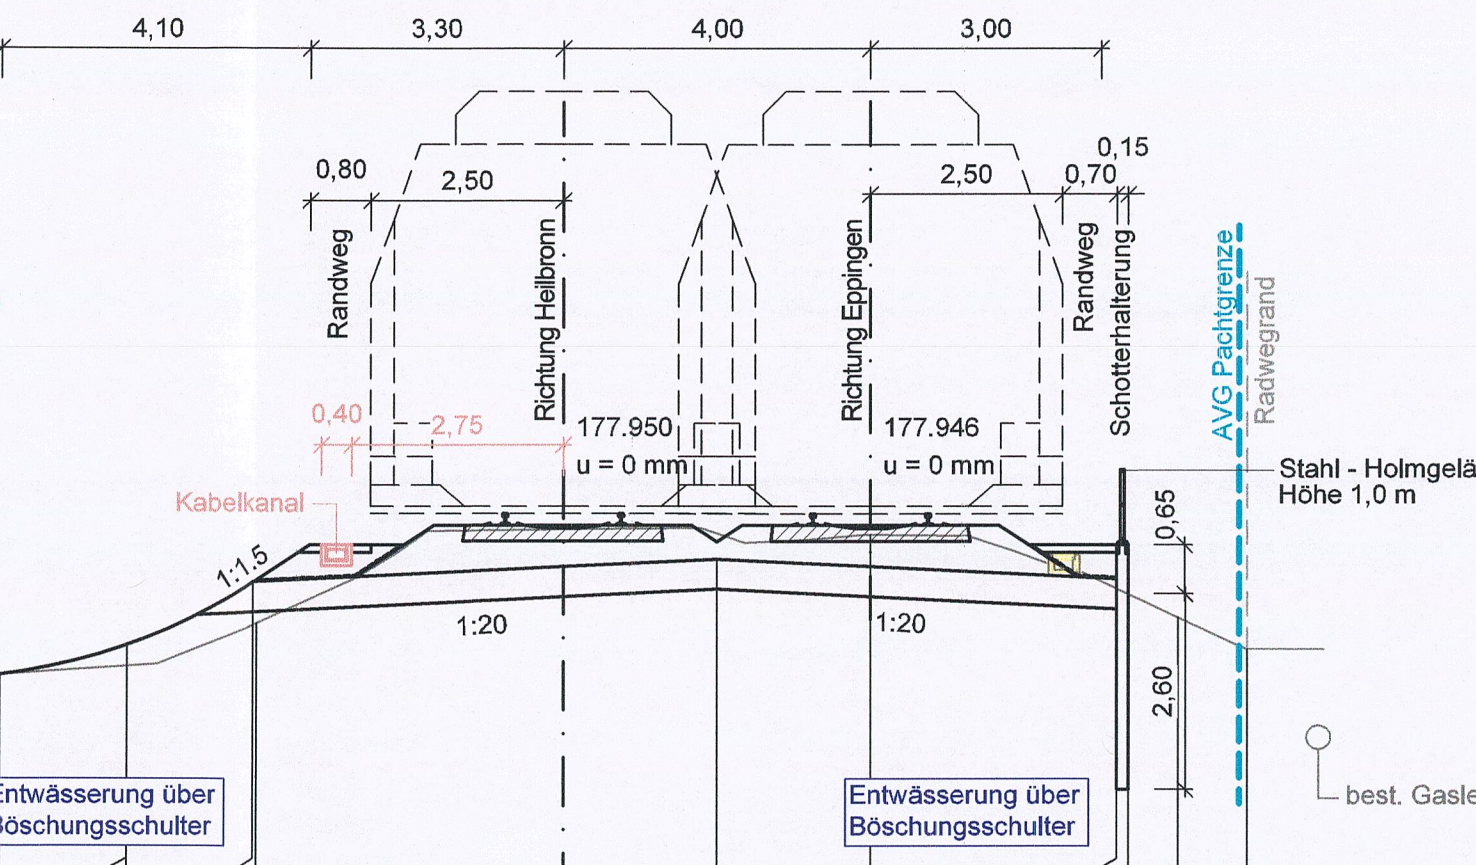 4,10
3,30
4,00
3,00
0,80
2,50
2,50
0,70
0,15
Randweg
Richtung Heilbronn
Richtung Eppingen
Randweg
Schotterhalterung
AVG Pachtgrenze
Radwegrand
0,40
2,75
177.950
u = 0 mm
177.946
u = 0 mm
Kabelkanal
Stahl - Holmgelä
Höhe 1,0 m
0,65
1:1.5
1:20
1:20
2,60
Entwässerung über
Böschungsschulter
Entwässerung über
Böschungsschulter
best. Gasle